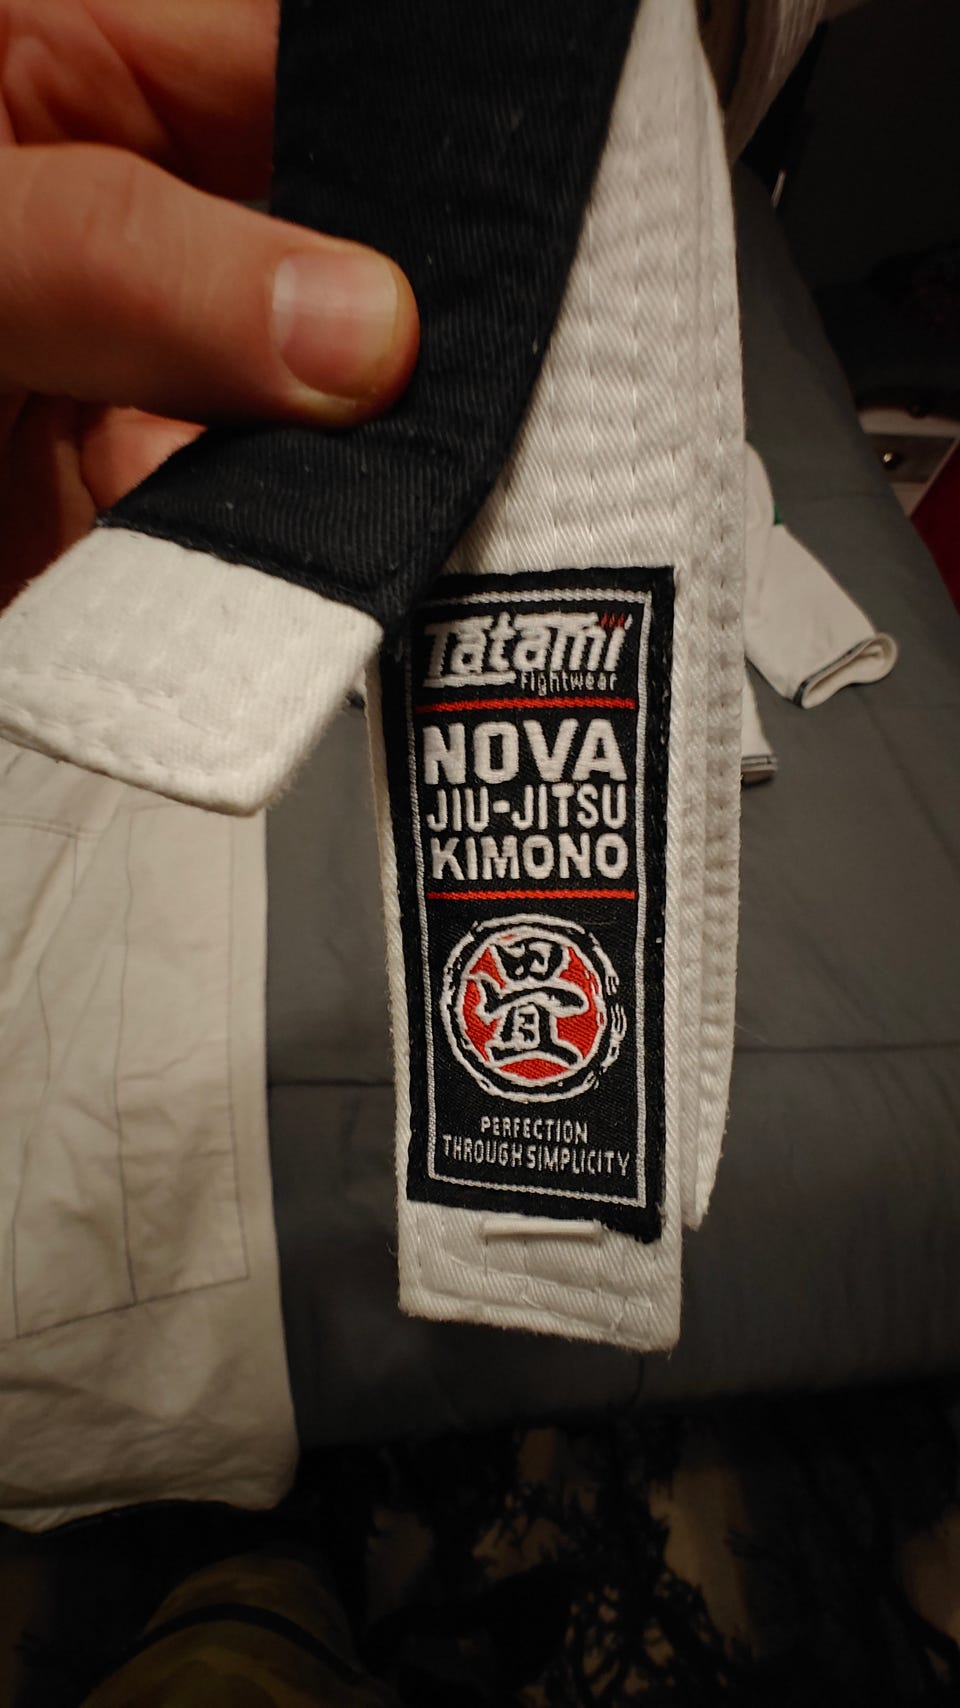 Tatami
Fightwear
NOVA
JIU-JITSU
KIMONO
畳
PERFECTION
THROUGH SIMPLICITY